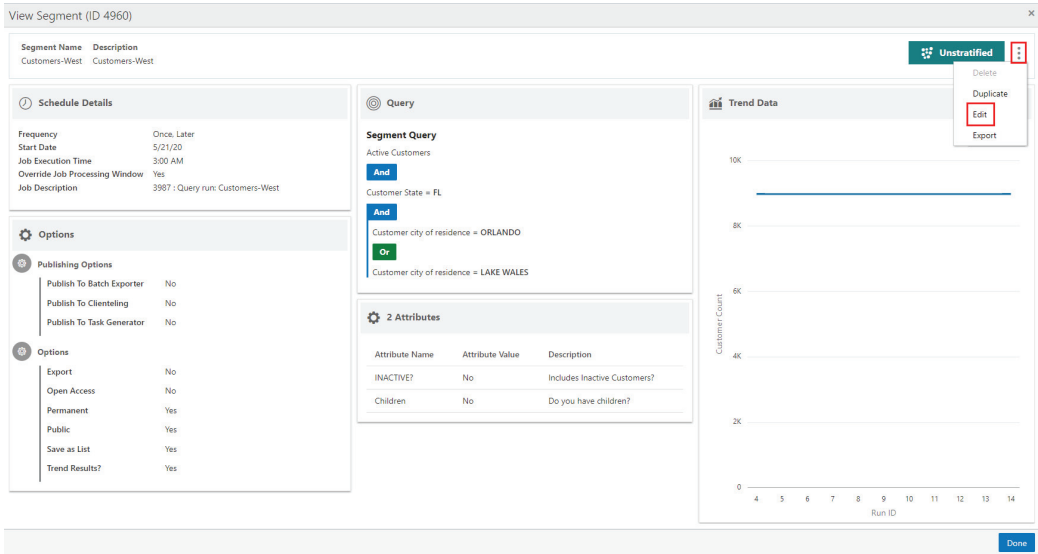 View Segment (ID 4960)
×
Segment Name Description
Customers-West Customers-West
Unstratified
Delete
Duplicate
Edit
Export
Schedule Details
Frequency Once, Later
Start Date 5/21/20
Job Execution Time 3:00 AM
Override Job Processing Window Yes
Job Description 3987 : Query run: Customers-West
Options
Publishing Options
Publish To Batch Exporter No
Publish To Clienteling No
Publish To Task Generator No
Options
Export No
Open Access No
Permanent Yes
Public Yes
Save as List Yes
Trend Results? Yes
Query
Segment Query
Active Customers
And
Customer State = FL
And
Customer city of residence = ORLANDO
Or
Customer city of residence = LAKE WALES
2 Attributes
Attribute Name Attribute Value Description
INACTIVE? No Includes Inactive Customers?
Children No Do you have children?
Trend Data
10K
8K
6K
4K
2K
0
Customer Count
4 5 6 7 8 9 10 11 12 13 14
Run ID
Done